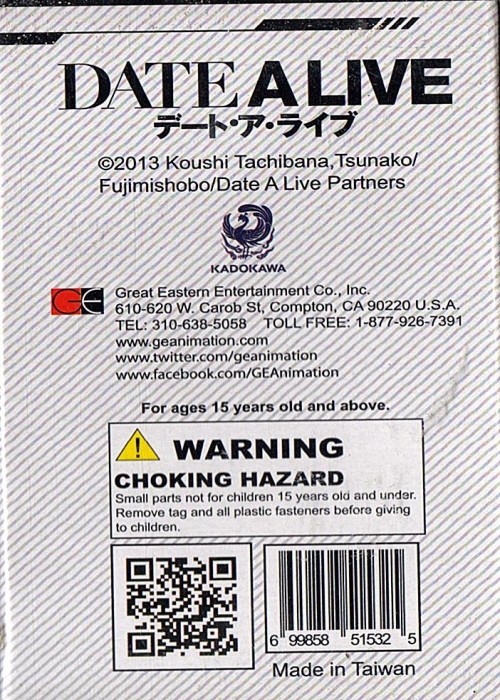 DATE A LIVE
デート・ア・ライブ
©2013 Koushi Tachibana,Tsunako/
Fujimishobo/Date A Live Partners
KADOKAWA
GE
Great Eastern Entertainment Co., Inc.
610-620 W. Carob St, Compton, CA 90220 U.S.A.
TEL: 310-638-5058 TOLL FREE: 1-877-926-7391
www.geanimation.com
www.twitter.com/geanimation
www.facebook.com/GEAnimation
For ages 15 years old and above.
! WARNING
CHOKING HAZARD
Small parts not for children 15 years old and under.
Remove tag and all plastic fasteners before giving
to children.
6 99858 51532 5
Made in Taiwan